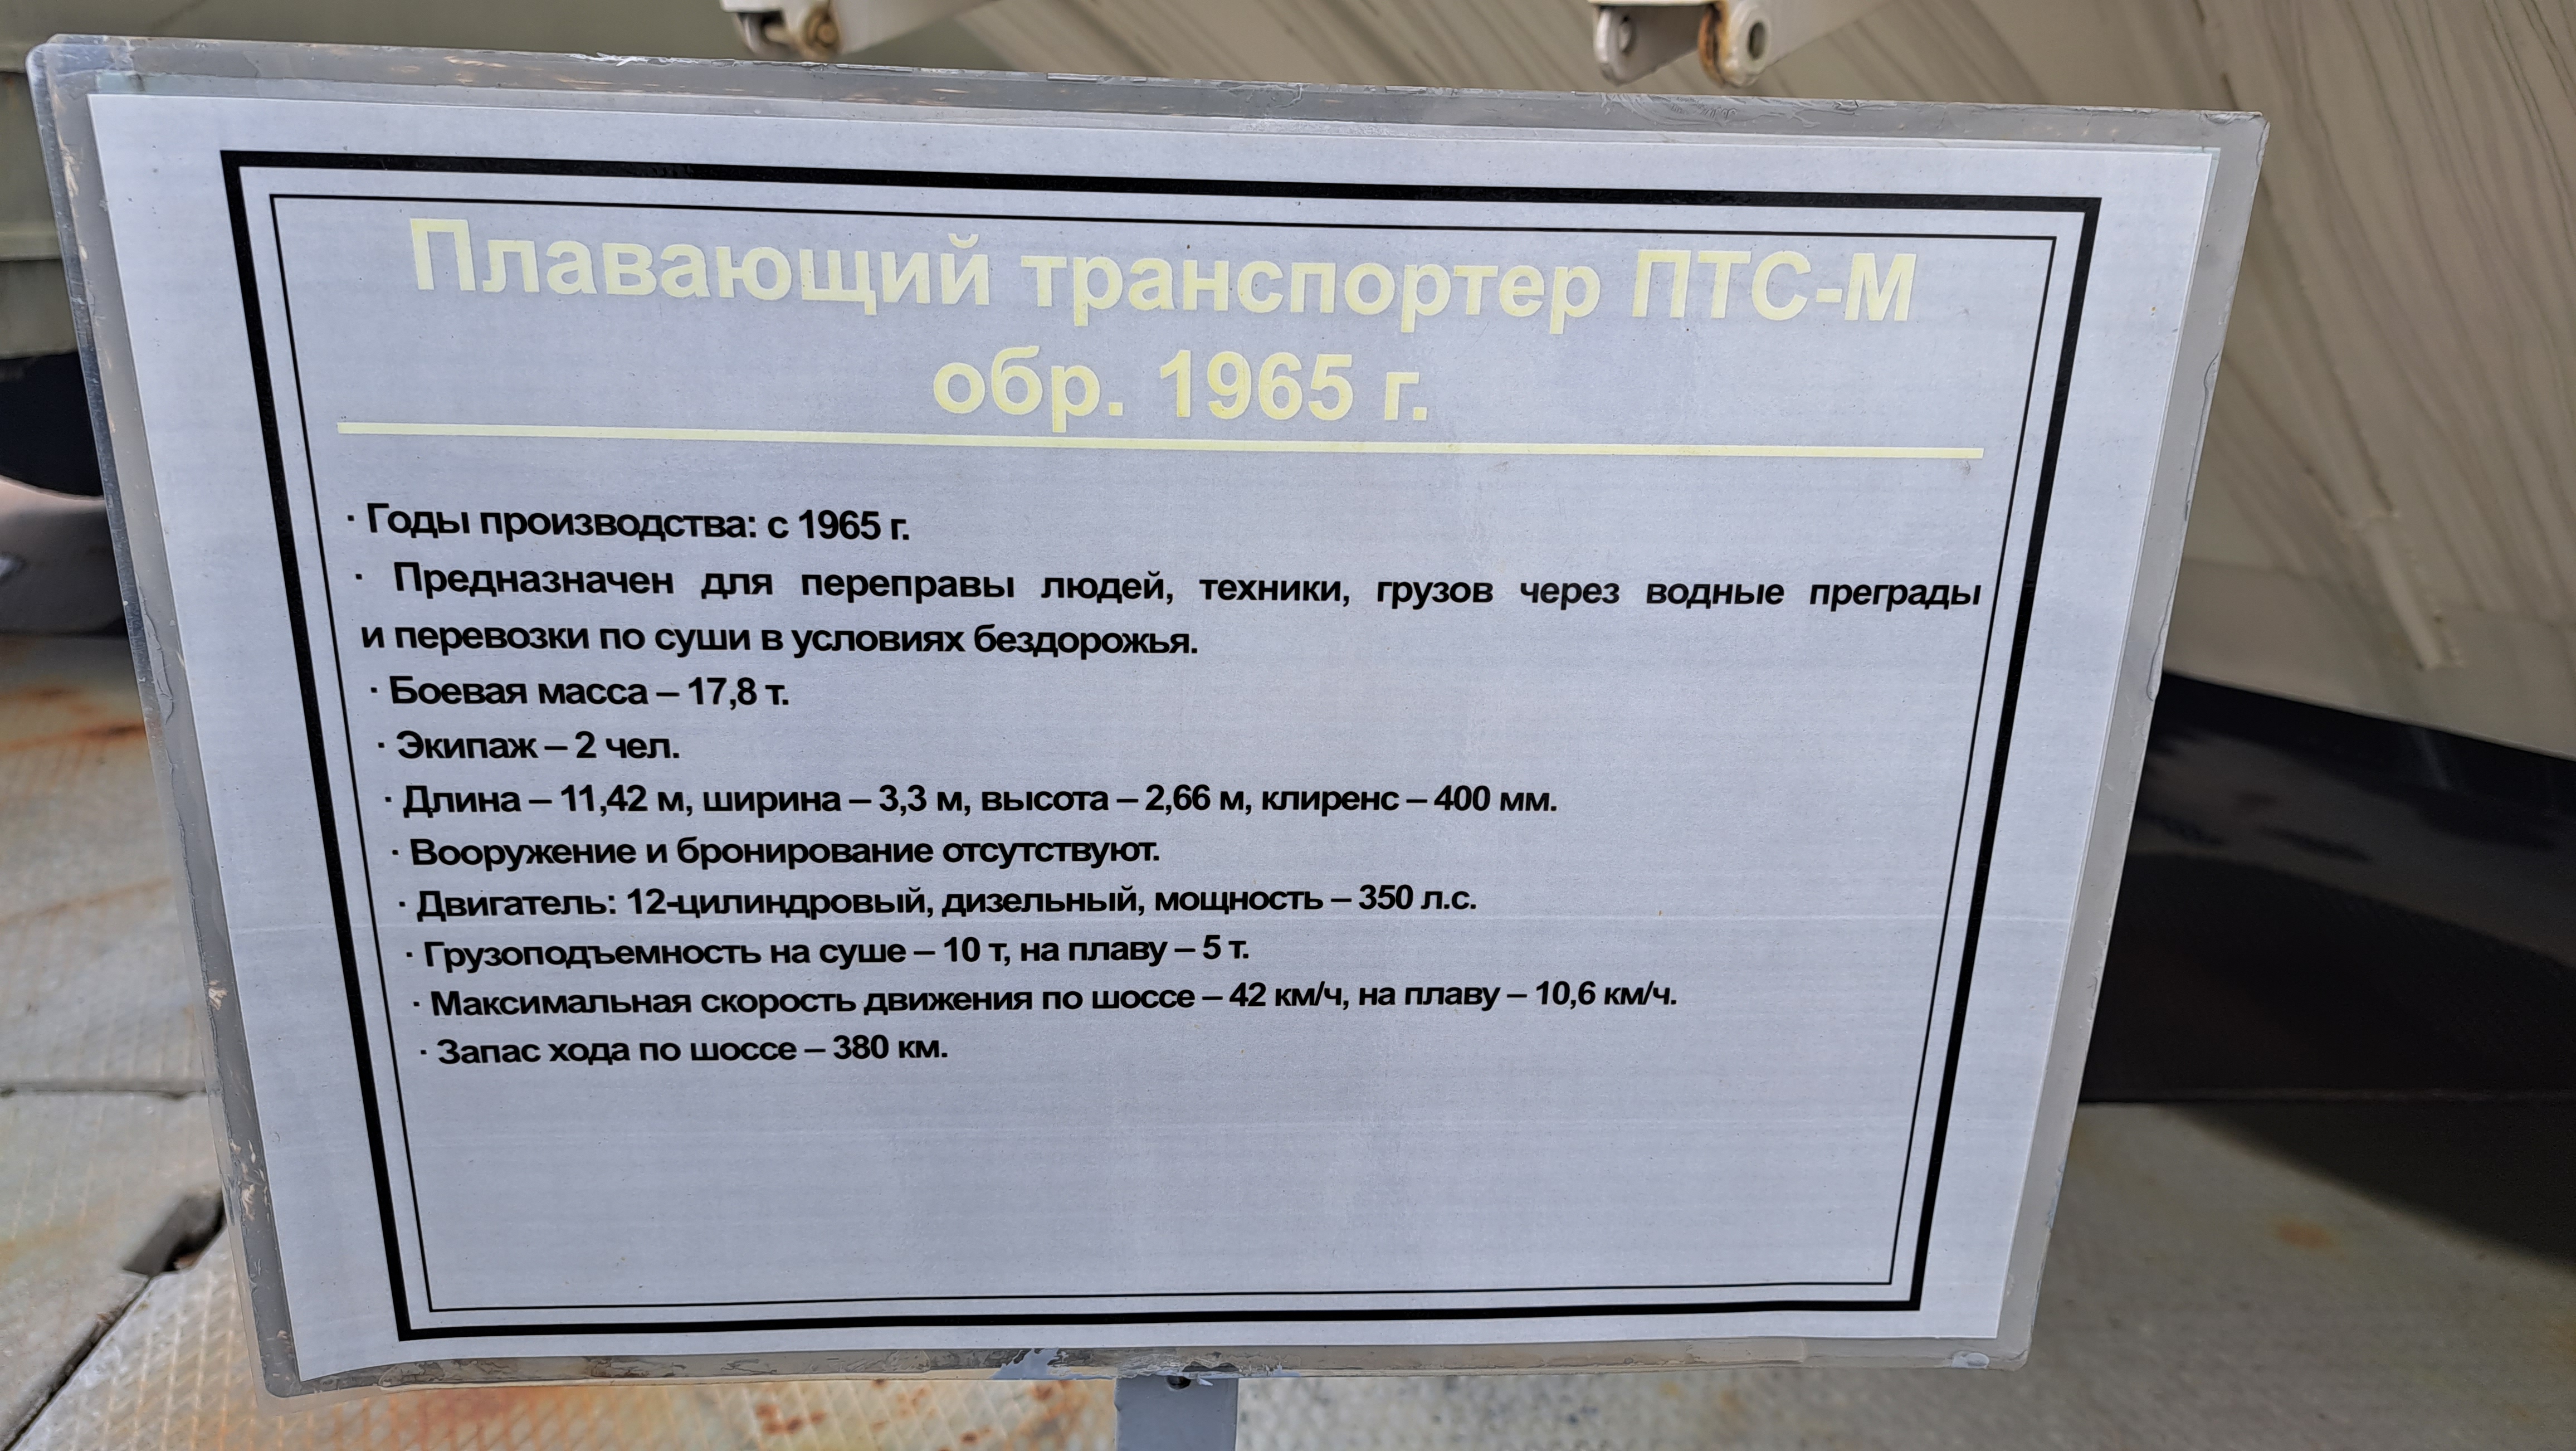 Плавающий транспортер ПТС-М
обр. 1965 г.
· Годы производства: с 1965 г.
· Предназначен для переправы людей, техники, грузов через водные преграды
и перевозки по суши в условиях бездорожья.
· Боевая масса – 17,8 т.
· Экипаж – 2 чел.
· Длина – 11,42 м, ширина – 3,3 м, высота – 2,66 м, клиренс – 400 мм.
· Вооружение и бронирование отсутствуют.
· Двигатель: 12-цилиндровый, дизельный, мощность – 350 л.с.
· Грузоподъемность на суше – 10 т, на плаву – 5 т.
· Максимальная скорость движения по шоссе – 42 км/ч, на плаву – 10,6 км/ч.
· Запас хода по шоссе – 380 км.